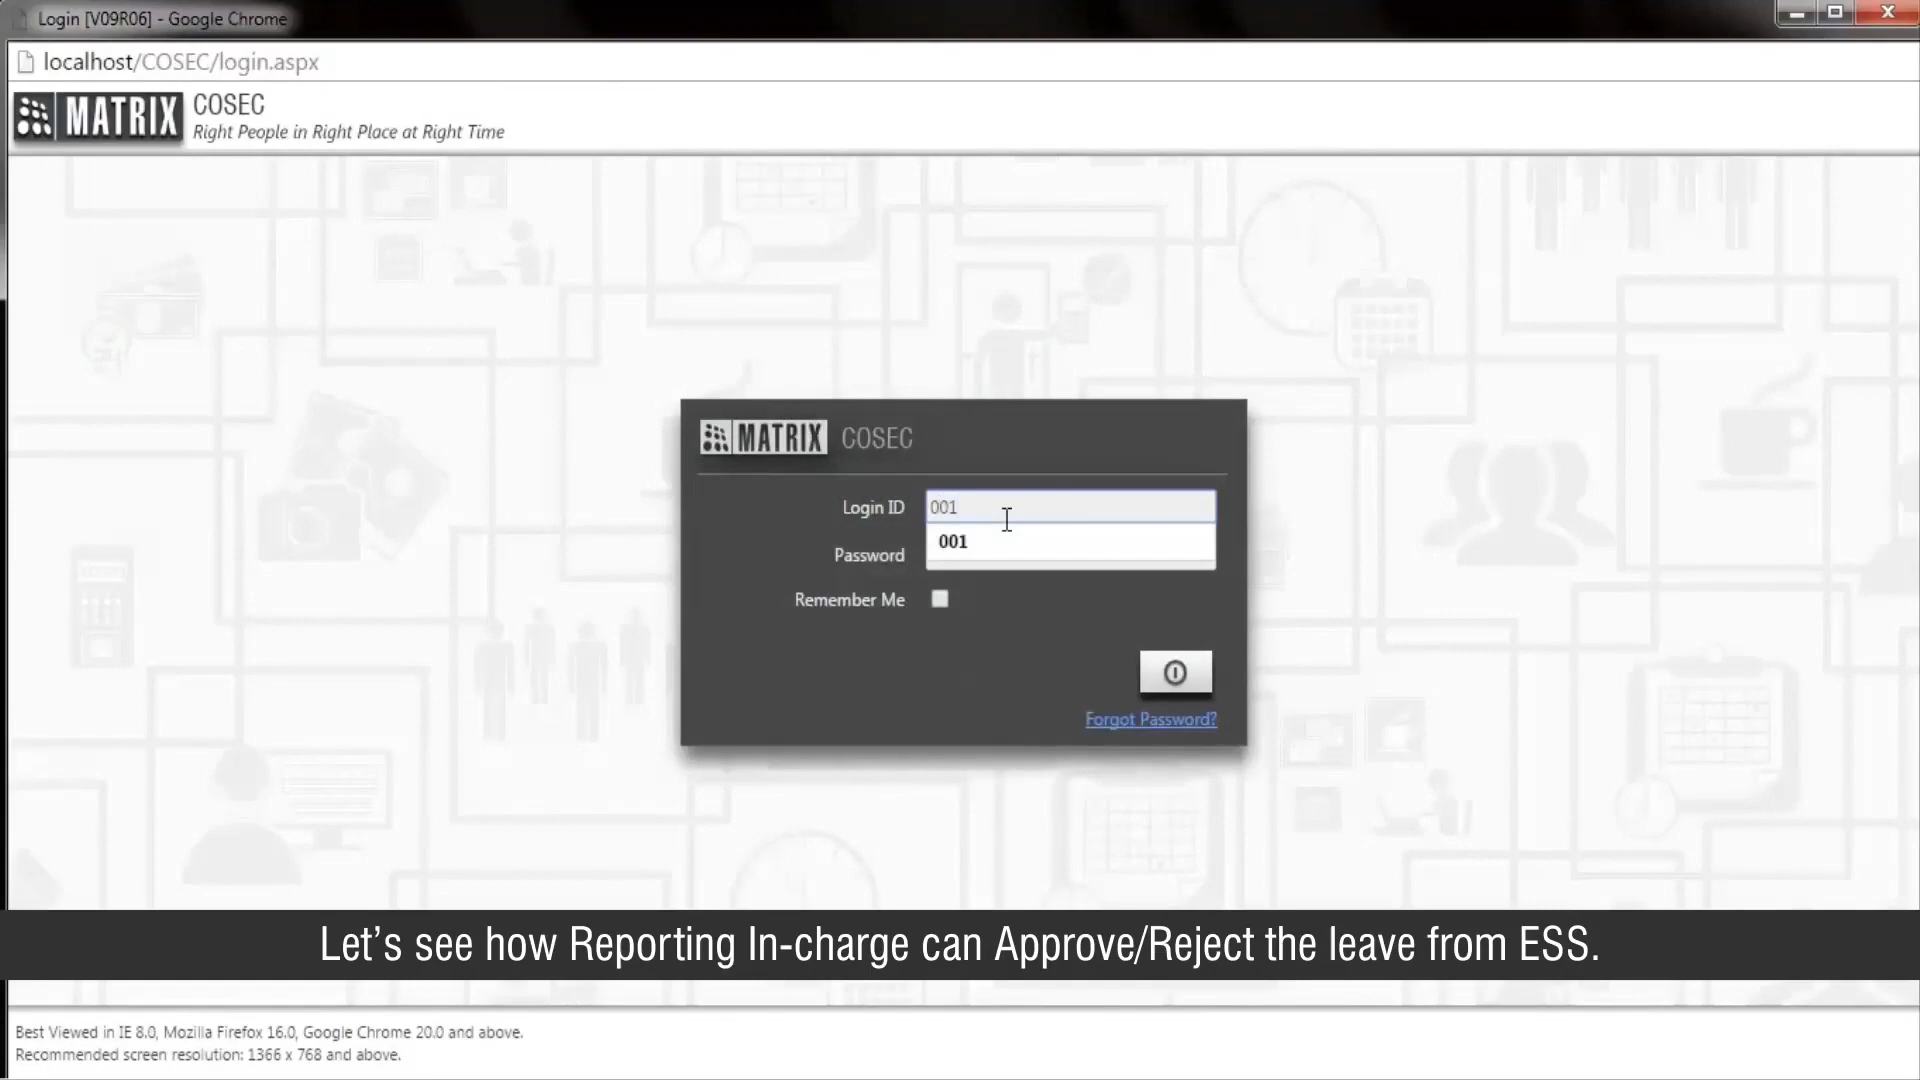 Login [V09R06] - Google Chrome
localhost/COSEC/login.aspx
MATRIX COSEC
Right People in Right Place at Right Time
MATRIX COSEC
Login ID 001
001
Password
Remember Me
Forgot Password?
Let's see how Reporting In-charge can Approve/Reject the leave from ESS.
Best Viewed in IE 8.0, Mozilla Firefox 16.0, Google Chrome 20.0 and above.
Recommended screen resolution: 1366 x 768 and above.